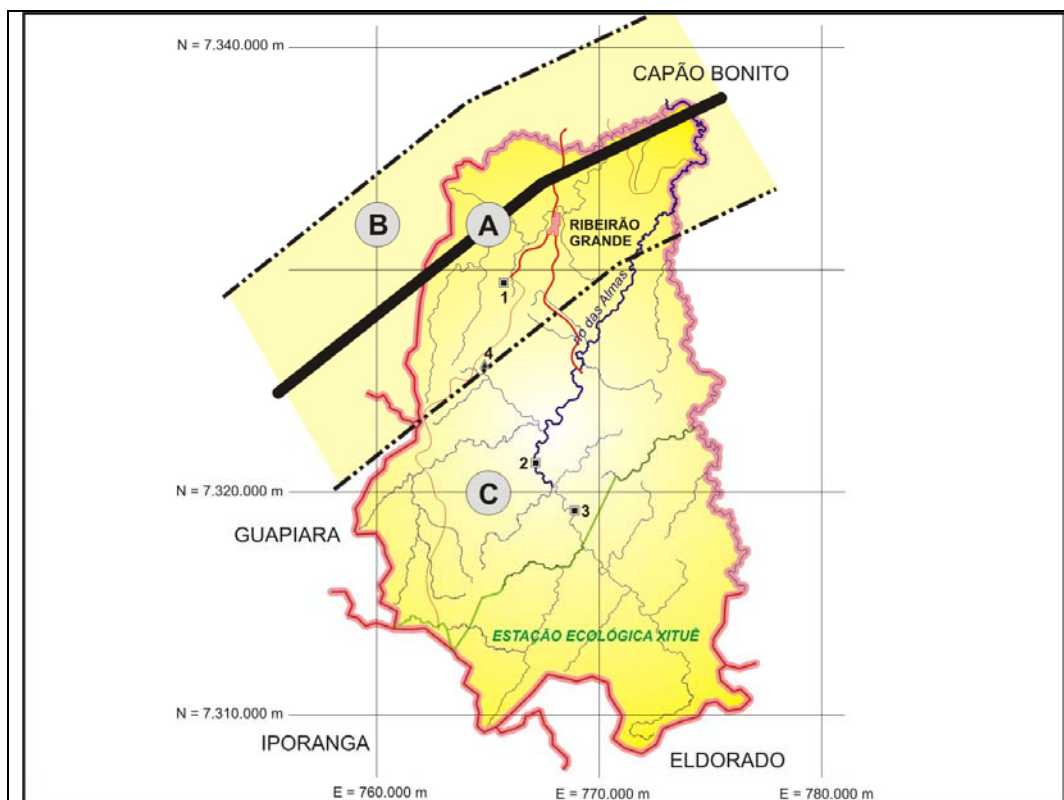 N = 7.340.000 m
CAPÃO BONITO
B
A
RIBEIRÃO
GRANDE
1
rio das Almas
4
2
C
3
N = 7.320.000 m
GUAPIARA
ESTAÇÃO ECOLÓGICA XITUÊ
N = 7.310.000 m
IPORANGA
ELDORADO
E = 760.000 m
E = 770.000 m
E = 780.000 m